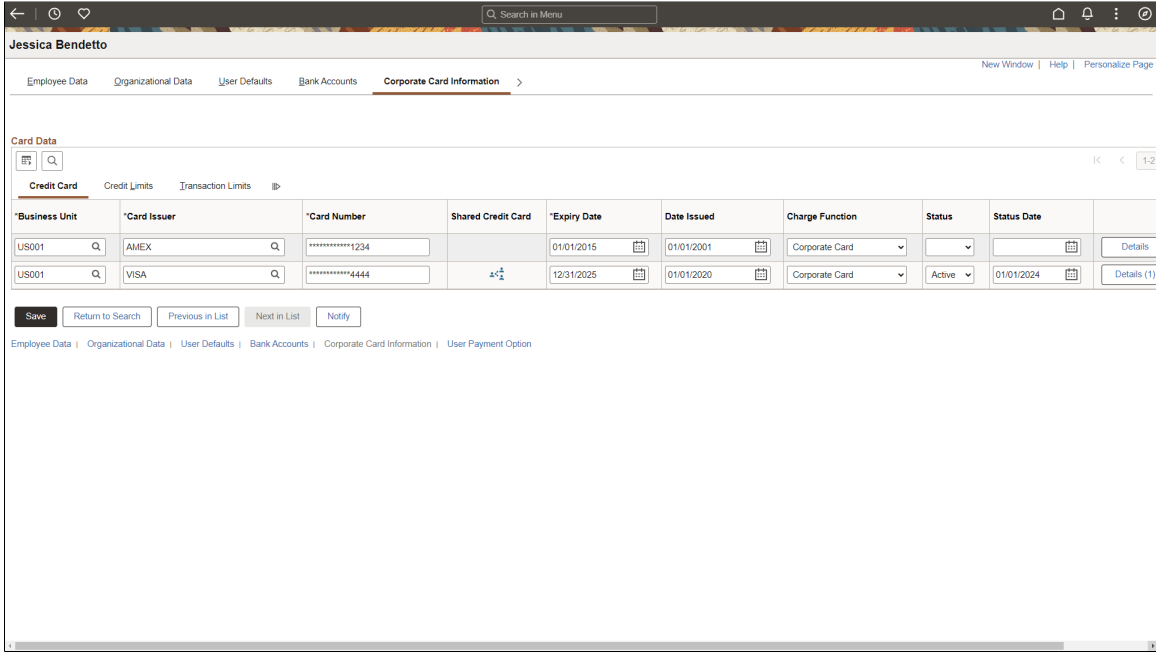 Search in Menu
Jessica Bendetto
New Window | Help | Personalize Page
Employee Data Organizational Data User Defaults Bank Accounts Corporate Card Information
Card Data
1-2
Credit Card Credit Limits Transaction Limits
*Business Unit *Card Issuer *Card Number Shared Credit Card *Expiry Date Date Issued Charge Function Status Status Date
US001 AMEX ************1234 01/01/2015 01/01/2001 Corporate Card Details
US001 VISA ************4444 12/31/2025 01/01/2020 Corporate Card Active 01/01/2024 Details (1)
Save Return to Search Previous in List Next in List Notify
Employee Data | Organizational Data | User Defaults | Bank Accounts | Corporate Card Information | User Payment Option